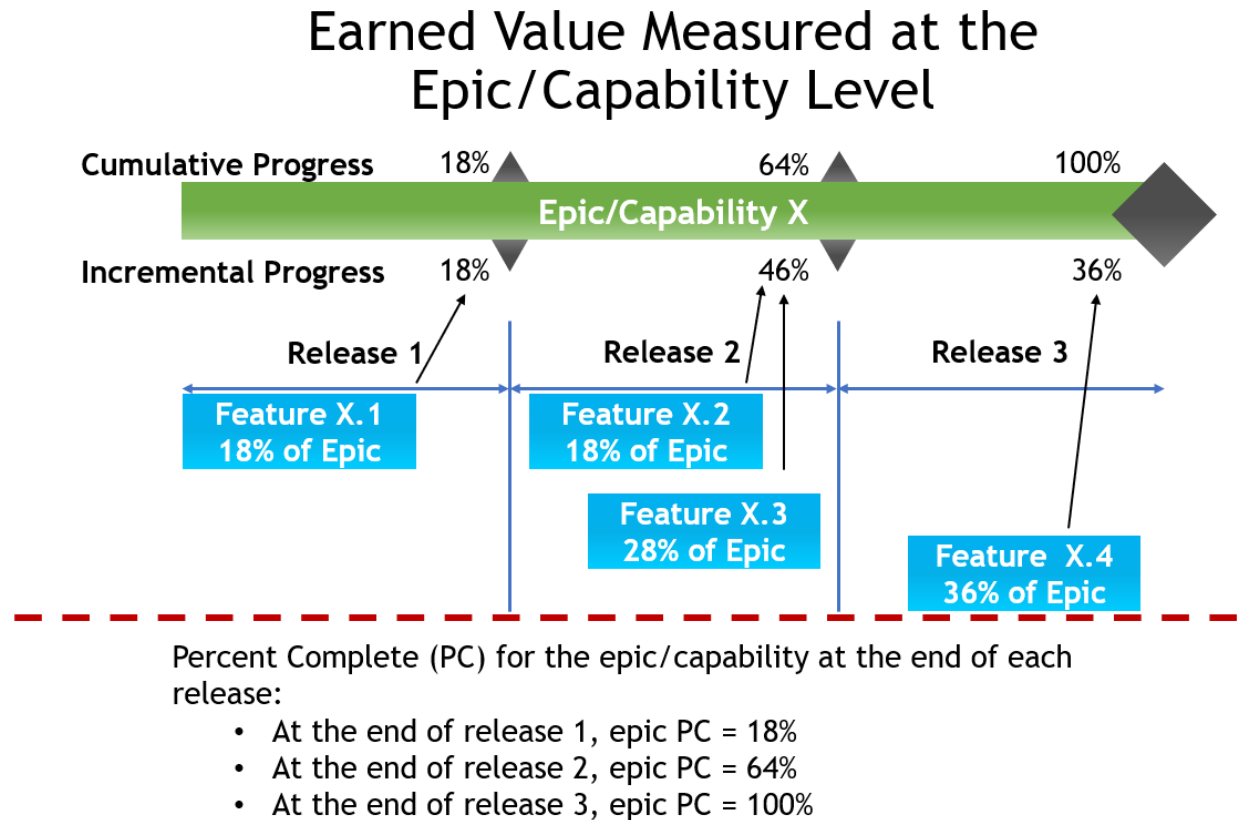 Earned Value Measured at the
Epic/Capability Level
Cumulative Progress 18% 64% 100%
Epic/Capability X
Incremental Progress 18% 46% 36%
Release 1 Release 2 Release 3
Feature X.1
18% of Epic
Feature X.2
18% of Epic
Feature X.3
28% of Epic
Feature X.4
36% of Epic
Percent Complete (PC) for the epic/capability at the end of each
release:
• At the end of release 1, epic PC = 18%
• At the end of release 2, epic PC = 64%
• At the end of release 3, epic PC = 100%